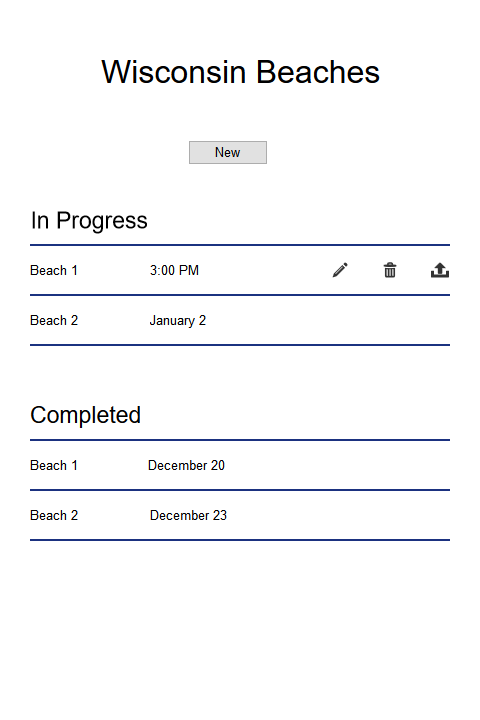 Wisconsin Beaches
New
In Progress
Beach 1 3:00 PM
Beach 2 January 2
Completed
Beach 1 December 20
Beach 2 December 23